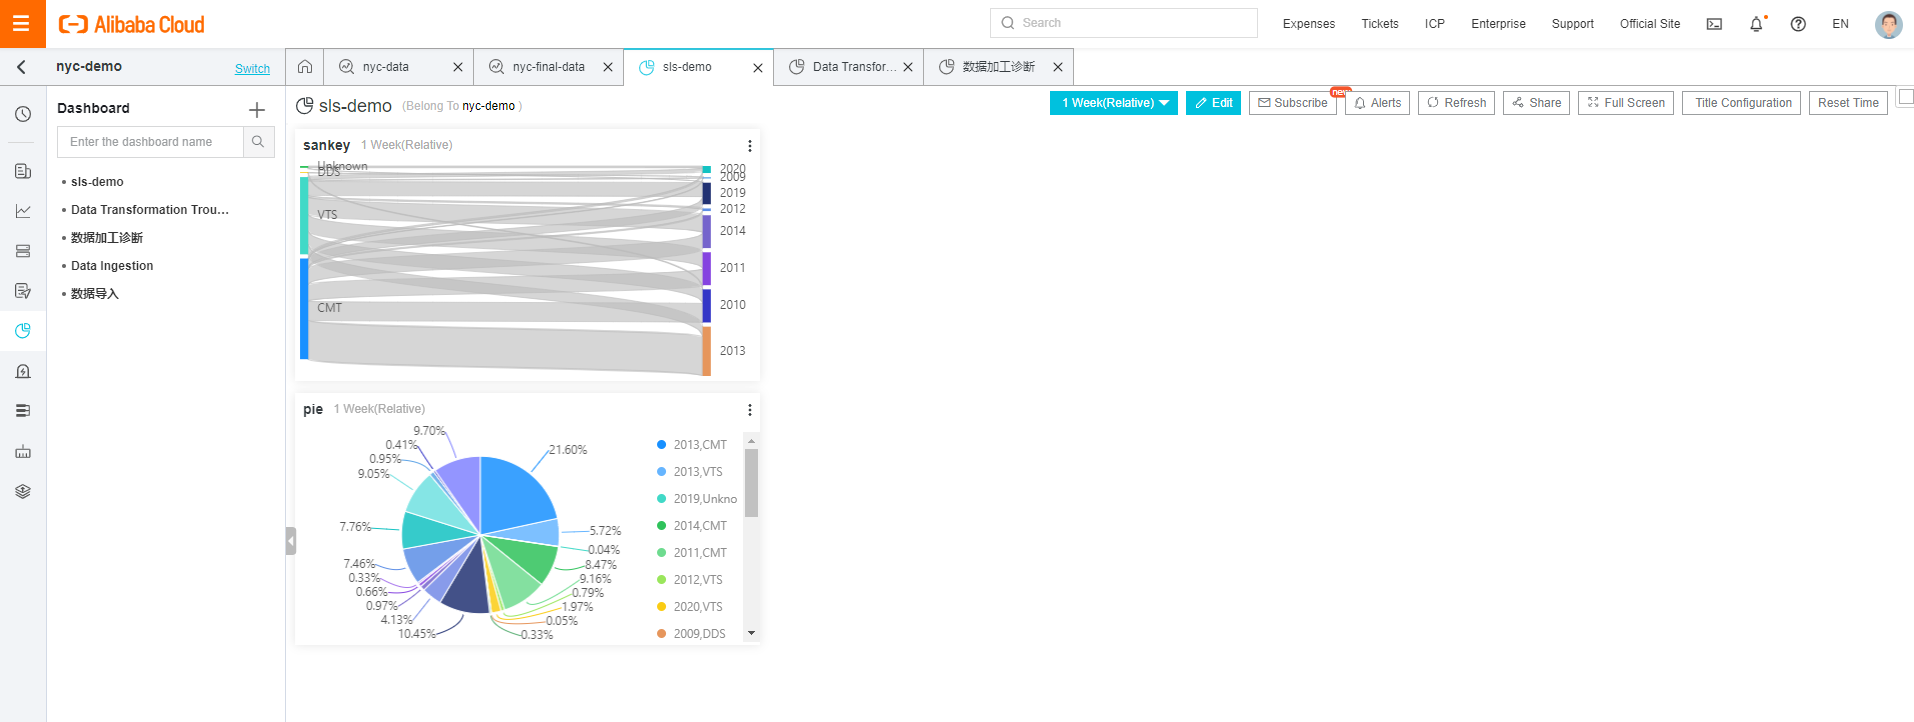 Alibaba Cloud
Search
Expenses
Tickets
ICP
Enterprise
Support
Official Site
EN
nyc-demo
Switch
nyc-data
nyc-final-data
sls-demo
Data Transfor...
数据加工诊断
Dashboard
Enter the dashboard name
sls-demo
Data Transformation Trou...
数据加工诊断
Data Ingestion
数据导入
sls-demo (Belong To nyc-demo )
1 Week(Relative)
Edit
Subscribe
new
Alerts
Refresh
Share
Full Screen
Title Configuration
Reset Time
sankey 1 Week(Relative)
Unknown
DDS
VTS
CMT
2020
2009
2019
2012
2014
2011
2010
2013
pie 1 Week(Relative)
9.70%
0.41%
0.95%
9.05%
7.76%
7.46%
0.33%
0.66%
0.97%
4.13%
10.45%
21.60%
5.72%
0.04%
8.47%
9.16%
0.79%
1.97%
0.05%
0.33%
2013,CMT
2013,VTS
2019,Unkno
2014,CMT
2011,CMT
2012,VTS
2020,VTS
2009,DDS